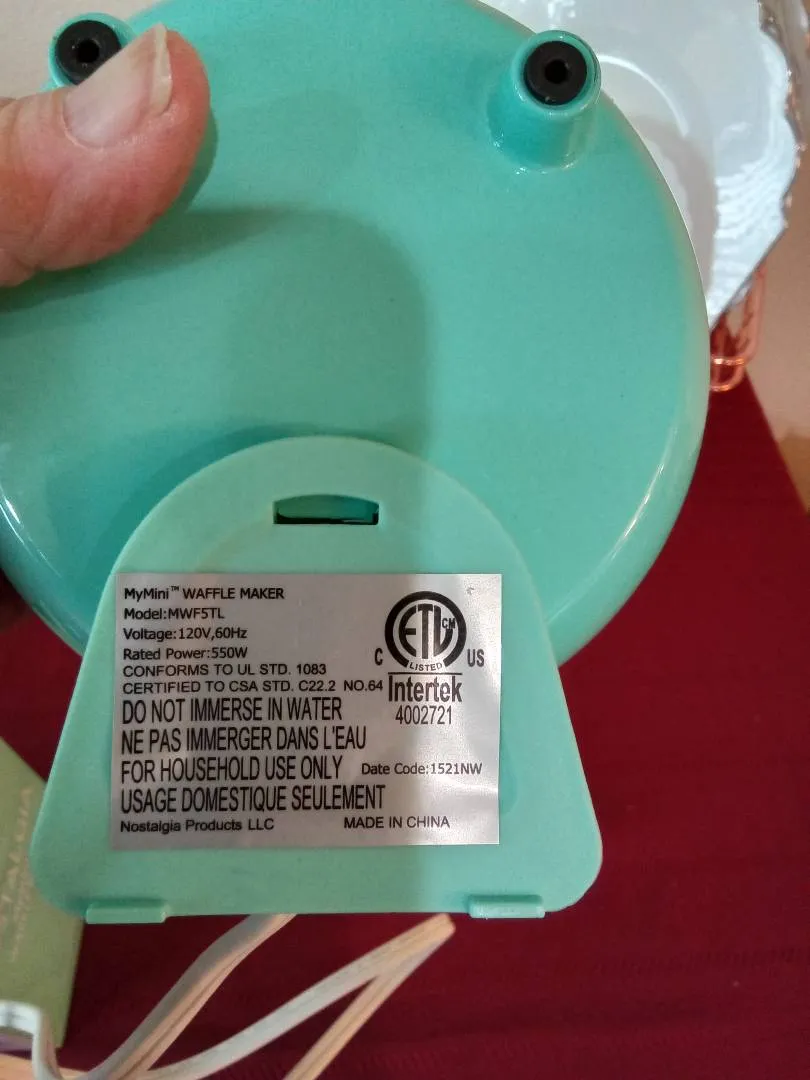 MyMini™ WAFFLE MAKER
Model:MWF5TL
Voltage:120V,60Hz
Rated Power:550W
CONFORMS TO UL STD. 1083
CERTIFIED TO CSA STD. C22.2 NO.64
DO NOT IMMERSE IN WATER
NE PAS IMMERGER DANS L'EAU
FOR HOUSEHOLD USE ONLY
USAGE DOMESTIQUE SEULEMENT
Nostalgia Products LLC
ETL CM
LISTED
C US
Intertek
4002721
Date Code:1521NW
MADE IN CHINA